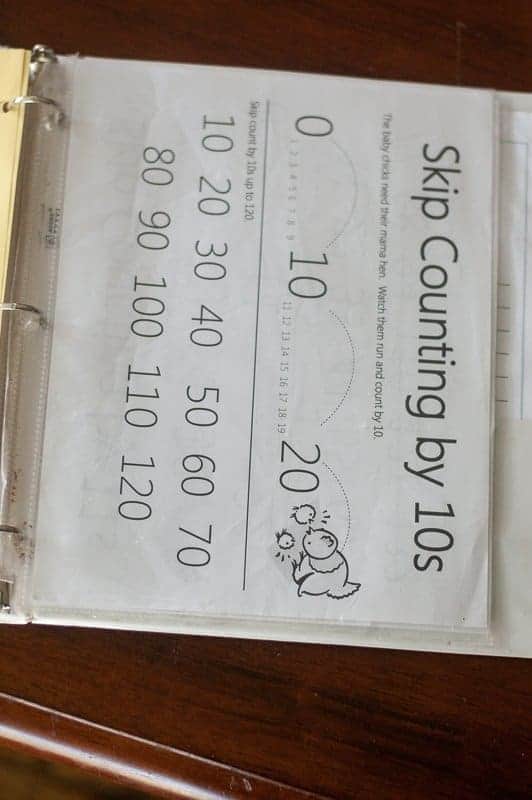 Skip Counting by 10s
The baby chicks need their mama hen. Watch them run and count by 10.
0 1 2 3 4 5 6 7 8 9 10 11 12 13 14 15 16 17 18 19 20
Skip count by 10s up to 120.
10 20 30 40 50 60 70
80 90 100 110 120